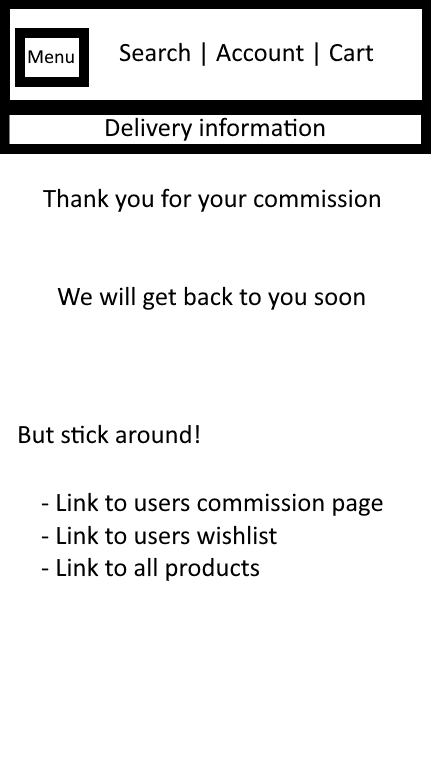 Menu
Search | Account | Cart
Delivery information
Thank you for your commission
We will get back to you soon
But stick around!
- Link to users commission page
- Link to users wishlist
- Link to all products